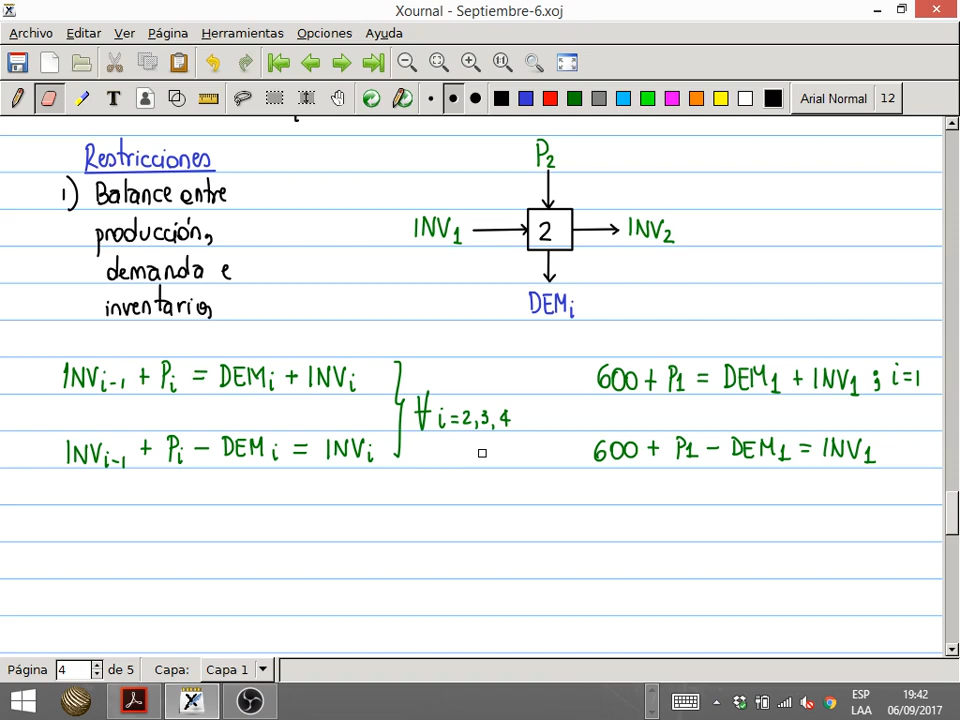 Xournal - Septiembre-6.xoj
Archivo Editar Ver Página Herramientas Opciones Ayuda
Arial Normal 12
Restricciones
1) Balance entre
producción,
demanda e
inventario,
P2
INV1 2 INV2
DEMi
INVi-1 + Pi = DEMi + INVi
INVi-1 + Pi - DEMi = INVi
∀ i=2,3,4
600 + P1 = DEM1 + INV1 ; i=1
600 + P1 - DEM1 = INV1
Página 4 de 5 Capa: Capa 1
ESP 19:42
LAA 06/09/2017